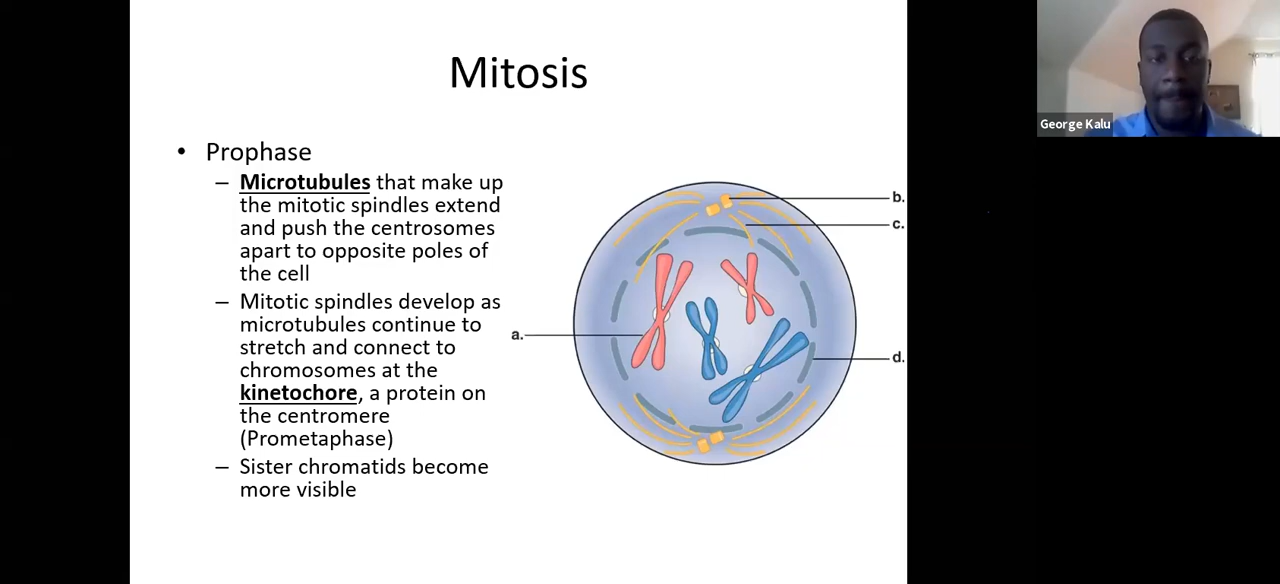 Mitosis
• Prophase
– Microtubules that make up
the mitotic spindles extend
and push the centrosomes
apart to opposite poles of
the cell
– Mitotic spindles develop as
microtubules continue to
stretch and connect to
chromosomes at the
kinetochore, a protein on
the centromere
(Prometaphase)
– Sister chromatids become
more visible
a.
b.
c.
d.
George Kalu